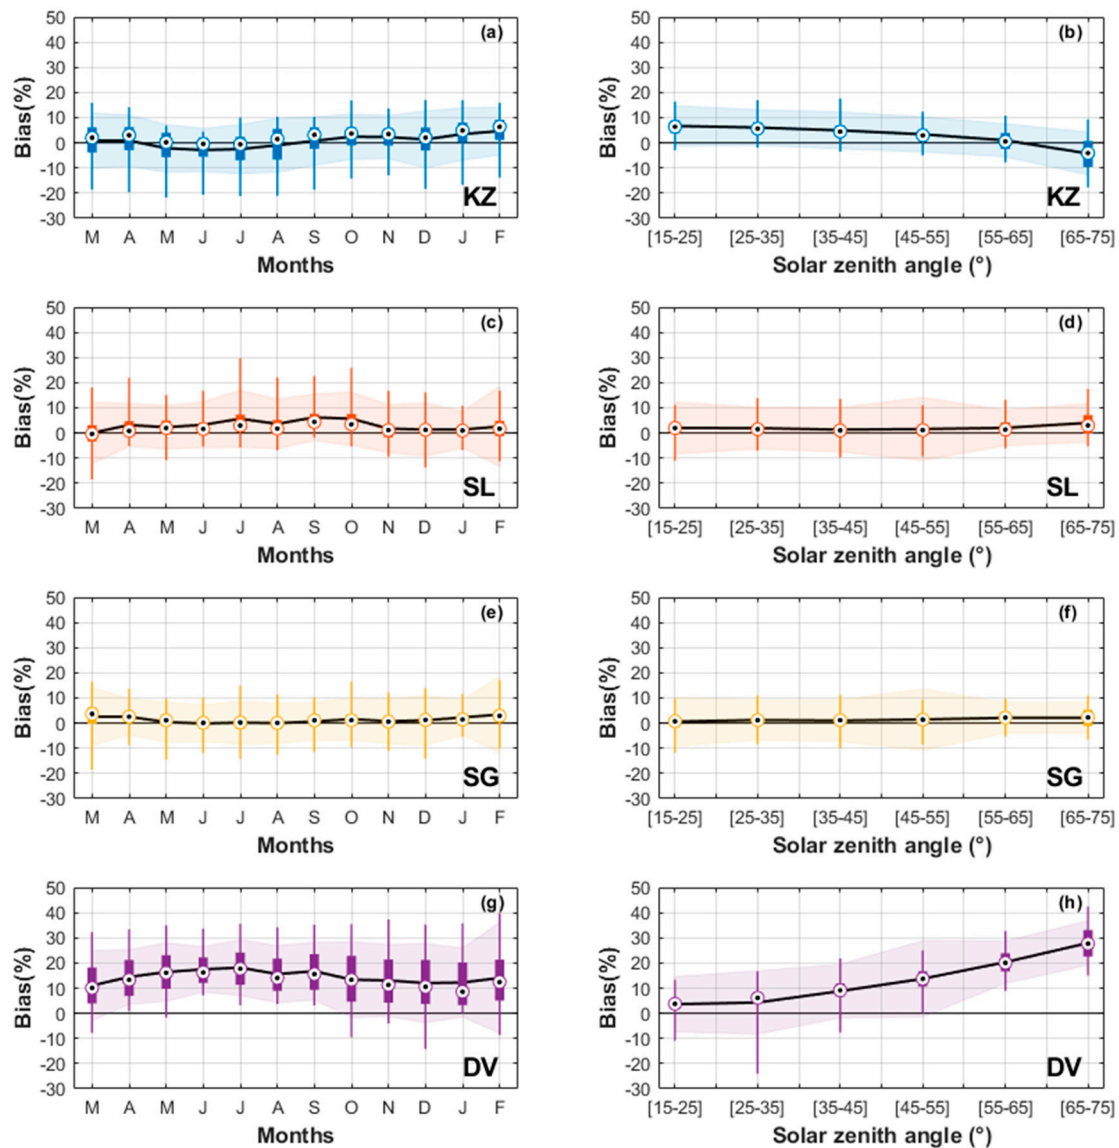 (a)
50
40
30
20
10
0
-10
-20
-30
Bias(%)
KZ
M A M J J A S O N D J F
Months
(b)
50
40
30
20
10
0
-10
-20
-30
Bias(%)
KZ
[15-25] [25-35] [35-45] [45-55] [55-65] [65-75]
Solar zenith angle (°)
(c)
50
40
30
20
10
0
-10
-20
-30
Bias(%)
SL
M A M J J A S O N D J F
Months
(d)
50
40
30
20
10
0
-10
-20
-30
Bias(%)
SL
[15-25] [25-35] [35-45] [45-55] [55-65] [65-75]
Solar zenith angle (°)
(e)
50
40
30
20
10
0
-10
-20
-30
Bias(%)
SG
M A M J J A S O N D J F
Months
(f)
50
40
30
20
10
0
-10
-20
-30
Bias(%)
SG
[15-25] [25-35] [35-45] [45-55] [55-65] [65-75]
Solar zenith angle (°)
(g)
50
40
30
20
10
0
-10
-20
-30
Bias(%)
DV
M A M J J A S O N D J F
Months
(h)
50
40
30
20
10
0
-10
-20
-30
Bias(%)
DV
[15-25] [25-35] [35-45] [45-55] [55-65] [65-75]
Solar zenith angle (°)